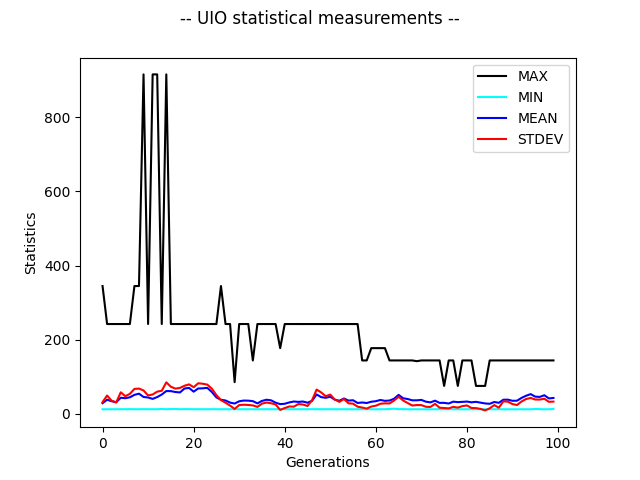 -- UIO statistical measurements --
MAX
MIN
MEAN
STDEV
Statistics
800
600
400
200
0
0 20 40 60 80 100
Generations